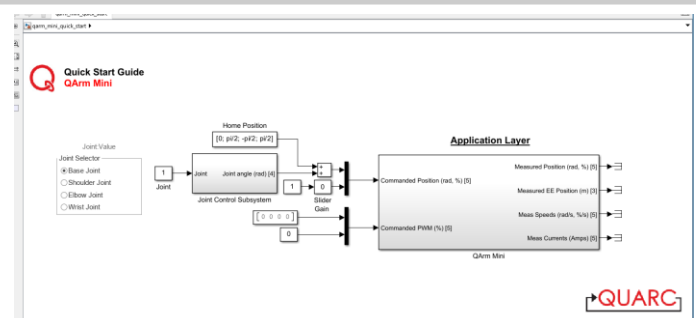 qarm_mini_quick_start
qarm_mini_quick_start
Quick Start Guide
QArm Mini
Joint Value
Joint Selector
Base Joint
Shoulder Joint
Elbow Joint
Wrist Joint
1
Joint
Home Position
[0; pi/2; -pi/2; pi/2]
Joint
Joint angle (rad) [4]
Joint Control Subsystem
+
+
1
0
Slider
Gain
[ 0 0 0 0 ]
0
Application Layer
Commanded Position (rad, %) [5]
Commanded PWM (%) [5]
Measured Position (rad, %) [5]
Measured EE Position (m) [3]
Meas Speeds (rad/s, %/s) [5]
Meas Currents (Amps) [5]
QArm Mini
QUARC